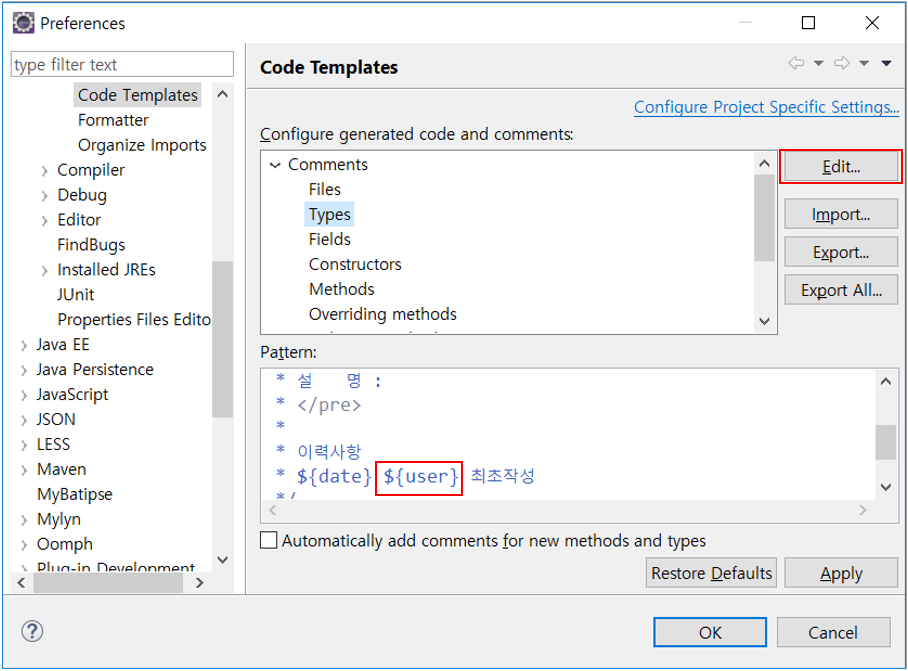 Preferences
type filter text
Code Templates
Formatter
Organize Imports
Compiler
Debug
Editor
FindBugs
Installed JREs
JUnit
Properties Files Edito
Java EE
Java Persistence
JavaScript
JSON
LESS
Maven
MyBatipse
Mylyn
Oomph
Plug-in Development
Code Templates
Configure Project Specific Settings...
Configure generated code and comments:
Comments
Files
Types
Fields
Constructors
Methods
Overriding methods
Edit...
Import...
Export...
Export All...
Pattern:
* 설 명 :
* </pre>
*
* 이력사항
* ${date} ${user} 최초작성
*/
Automatically add comments for new methods and types
Restore Defaults
Apply
OK
Cancel